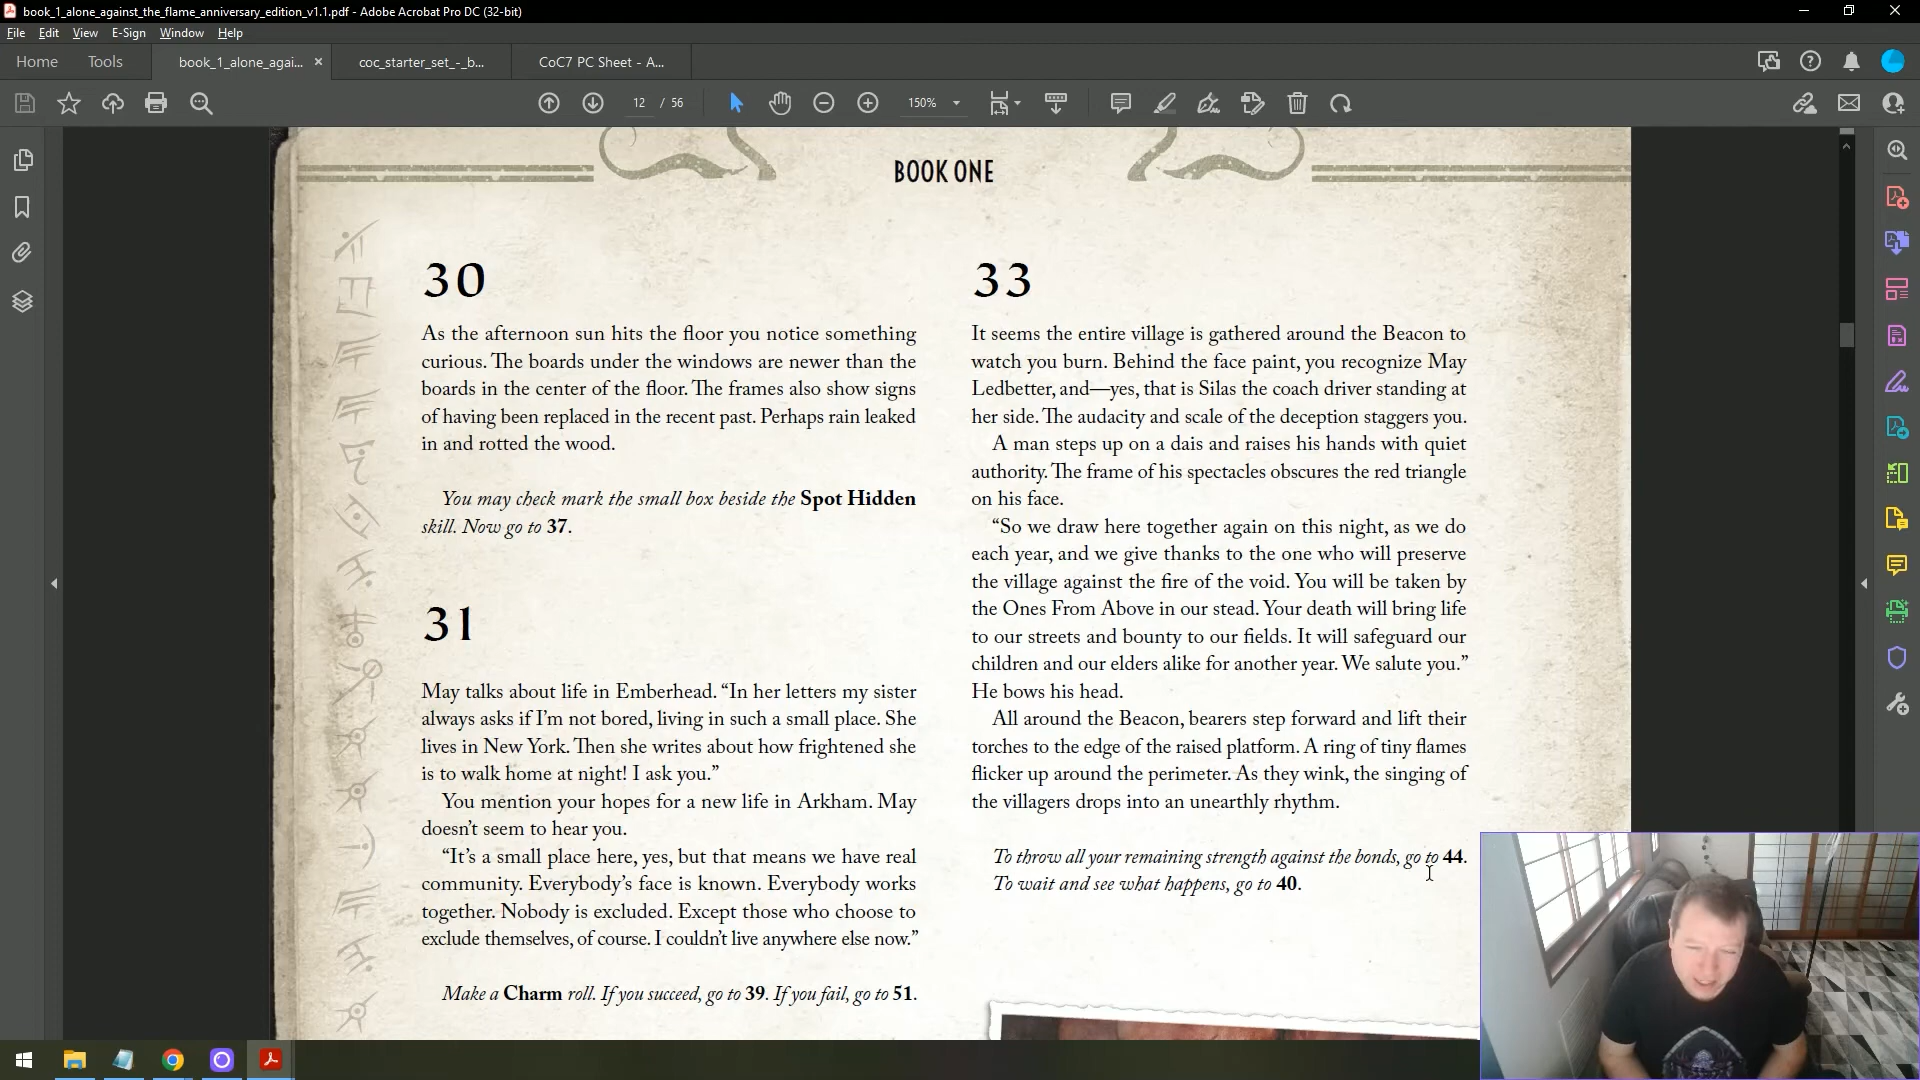 book_1_alone_against_the_flame_anniversary_edition_v1.1.pdf - Adobe Acrobat Pro DC (32-bit)
File Edit View E-Sign Window Help
Home Tools book_1_alone_agai... coc_starter_set_-_b... CoC7 PC Sheet - A...
12 / 56 150%
BOOK ONE
30
As the afternoon sun hits the floor you notice something
curious. The boards under the windows are newer than the
boards in the center of the floor. The frames also show signs
of having been replaced in the recent past. Perhaps rain leaked
in and rotted the wood.
You may check mark the small box beside the Spot Hidden
skill. Now go to 37.
31
May talks about life in Emberhead. “In her letters my sister
always asks if I’m not bored, living in such a small place. She
lives in New York. Then she writes about how frightened she
is to walk home at night! I ask you.”
You mention your hopes for a new life in Arkham. May
doesn’t seem to hear you.
“It’s a small place here, yes, but that means we have real
community. Everybody’s face is known. Everybody works
together. Nobody is excluded. Except those who choose to
exclude themselves, of course. I couldn’t live anywhere else now.”
Make a Charm roll. If you succeed, go to 39. If you fail, go to 51.
33
It seems the entire village is gathered around the Beacon to
watch you burn. Behind the face paint, you recognize May
Ledbetter, and—yes, that is Silas the coach driver standing at
her side. The audacity and scale of the deception staggers you.
A man steps up on a dais and raises his hands with quiet
authority. The frame of his spectacles obscures the red triangle
on his face.
“So we draw here together again on this night, as we do
each year, and we give thanks to the one who will preserve
the village against the fire of the void. You will be taken by
the Ones From Above in our stead. Your death will bring life
to our streets and bounty to our fields. It will safeguard our
children and our elders alike for another year. We salute you.”
He bows his head.
All around the Beacon, bearers step forward and lift their
torches to the edge of the raised platform. A ring of tiny flames
flicker up around the perimeter. As they wink, the singing of
the villagers drops into an unearthly rhythm.
To throw all your remaining strength against the bonds, go to 44.
To wait and see what happens, go to 40.